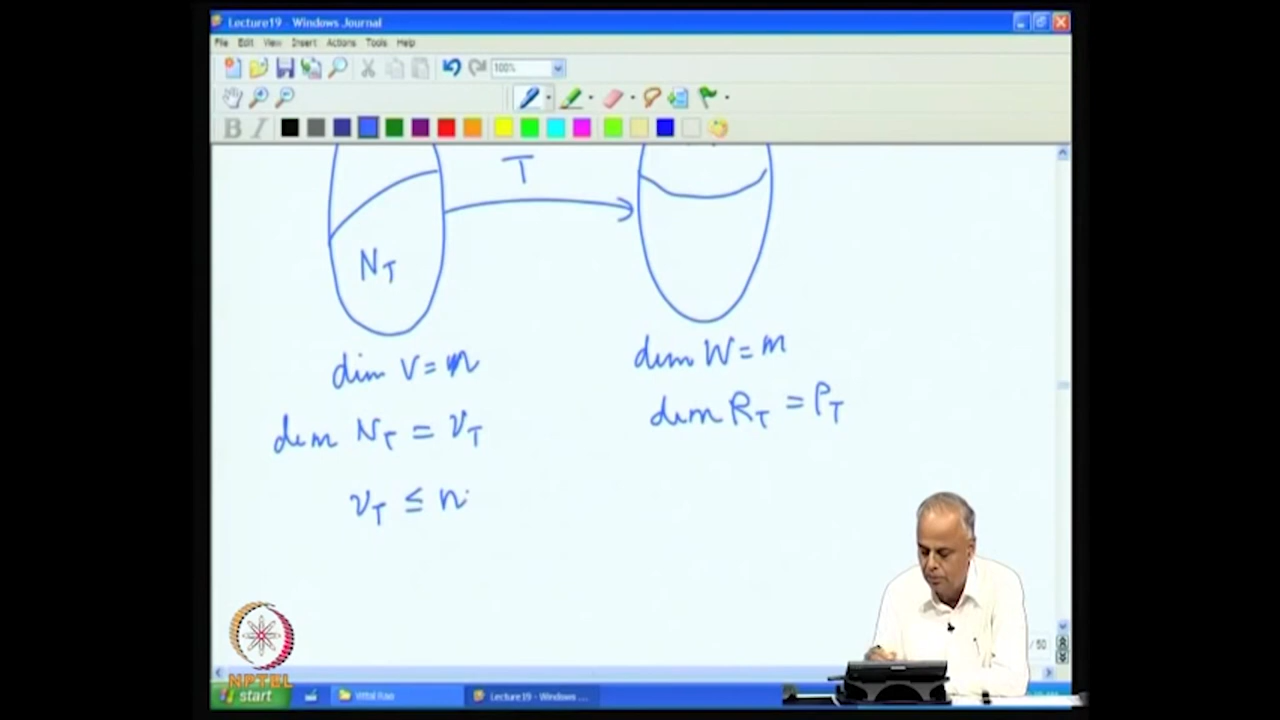 Lecture19 - Windows Journal
File Edit View Insert Actions Tools Help
100%
B I
T
N_T
dim V = n
dim W = m
dim N_T = ν_T
dim R_T = ρ_T
ν_T ≤ n
/ 50
NPTEL
start
Vittal Rao
Lecture19 - Windows ...